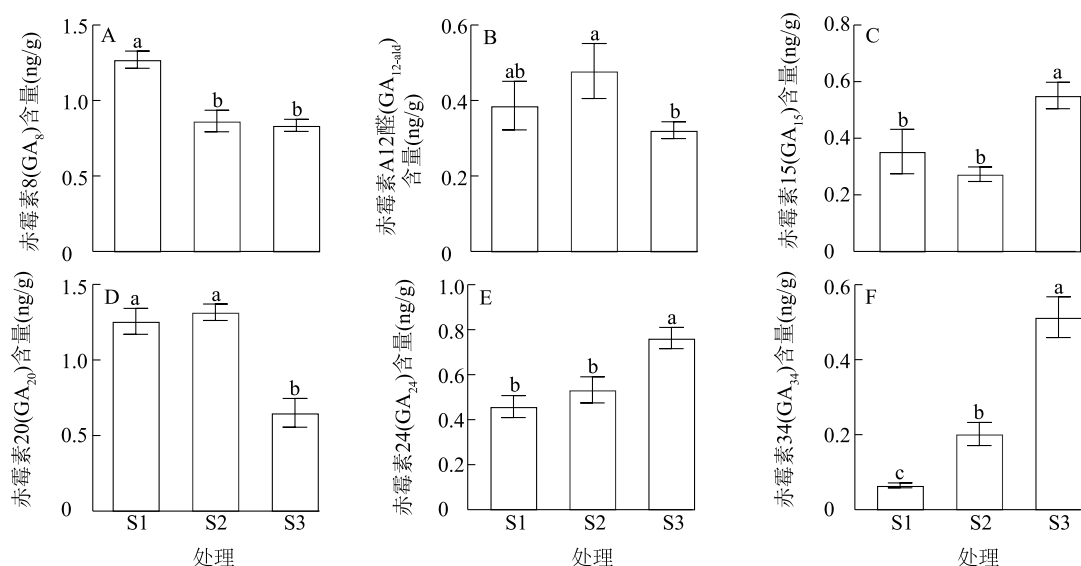 A
赤霉素8(GA8)含量(ng/g)
1.5
1.0
0.5
0
a
b
b
B
赤霉素A12醛(GA12-ald)
含量(ng/g)
0.6
0.4
0.2
0
ab
a
b
C
赤霉素15(GA15)含量(ng/g)
0.8
0.6
0.4
0.2
0
b
b
a
D
赤霉素20(GA20)含量(ng/g)
1.5
1.0
0.5
0
a
a
b
S1 S2 S3
处理
E
赤霉素24(GA24)含量(ng/g)
0.8
0.6
0.4
0.2
0
b
b
a
S1 S2 S3
处理
F
赤霉素34(GA34)含量(ng/g)
0.6
0.4
0.2
0
c
b
a
S1 S2 S3
处理